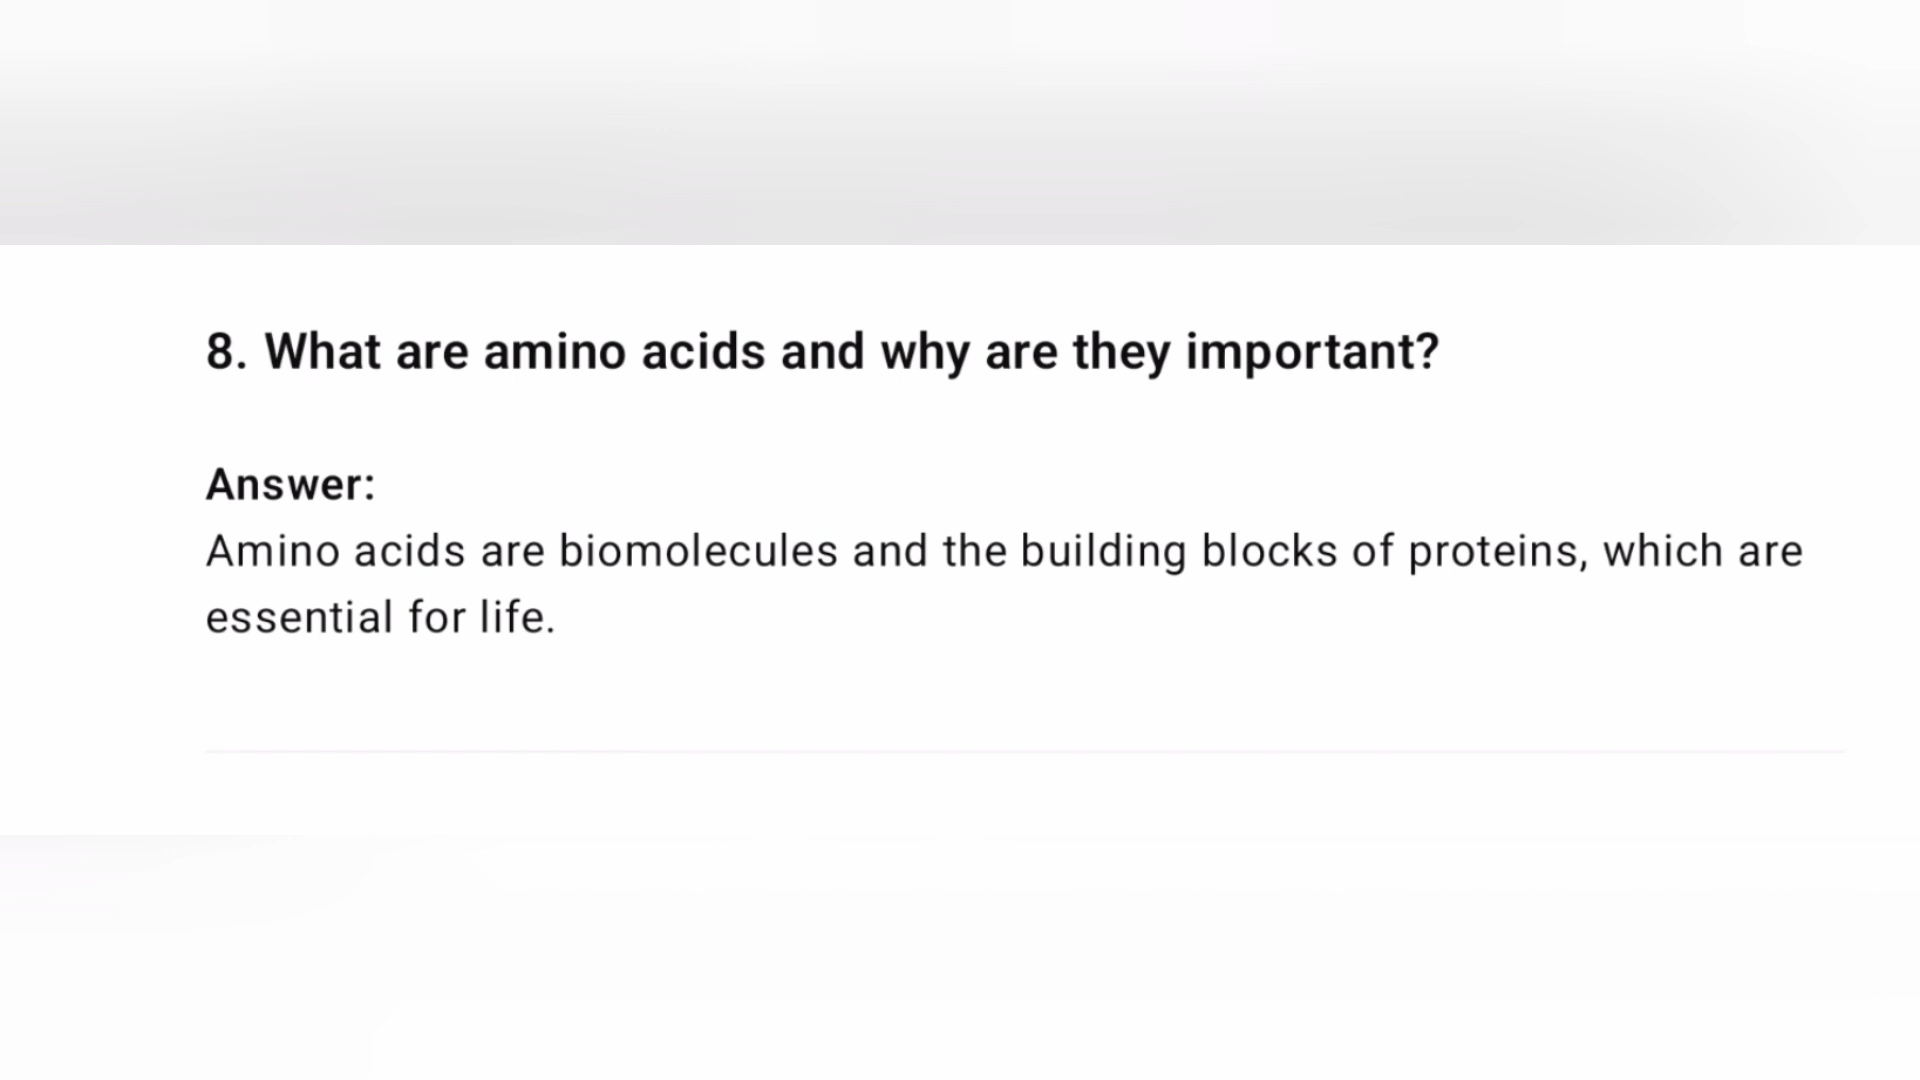 8. What are amino acids and why are they important?
Answer:
Amino acids are biomolecules and the building blocks of proteins, which are
essential for life.